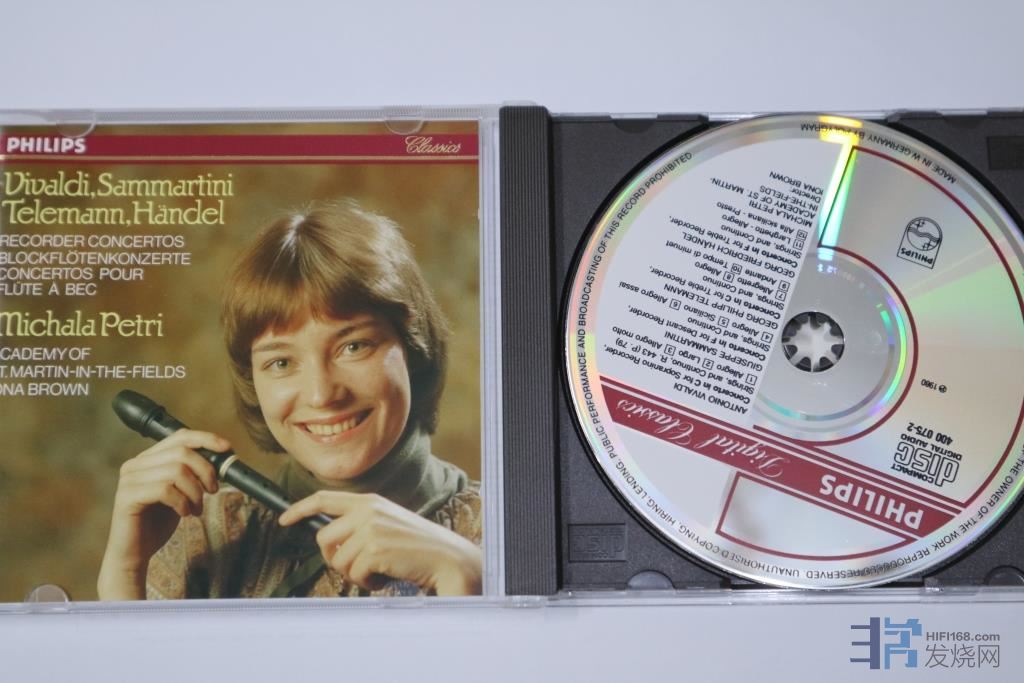 PHILIPS
Classics
Vivaldi, Sammartini
Telemann, Händel
RECORDER CONCERTOS
BLOCKFLÖTENKONZERTE
CONCERTOS POUR
FLÛTE À BEC
Michala Petri
CADEMY OF
T. MARTIN-IN-THE-FIELDS
ONA BROWN
PHILIPS
Digital Classics
COMPACT
disc
DIGITAL AUDIO
400 075-2
℗ 1980
ANTONIO VIVALDI
Concerto in C for Soprano Recorder,
Strings, and Continuo, R. 443 (P. 79)
1 Allegro 2 Largo 3 Allegro molto
GIUSEPPE SAMMARTINI
Concerto in F for Descant Recorder,
Strings, and Continuo
4 Allegro 5 Siciliano 6 Allegro assai
GEORG PHILIPP TELEMANN
Concerto in C for Treble Recorder,
Strings, and Continuo
7 Allegretto 8 Allegro
9 Andante 10 Tempo di minuet
GEORG FRIEDRICH HÄNDEL
Concerto in F for Treble Recorder,
Strings, and Continuo
11 Larghetto - Allegro
12 Alla siciliana - Presto
MICHALA PETRI
ACADEMY OF ST. MARTIN-
IN-THE-FIELDS
Director:
IONA BROWN
PHILIPS
MADE IN W. GERMANY BY POLYGRAM
THE OWNER OF THE WORK REPRODUCED RESERVED UNAUTHORISED COPYING, HIRING, LENDING, PUBLIC PERFORMANCE AND BROADCASTING OF THIS RECORD PROHIBITED
HIFI168.com
发烧网